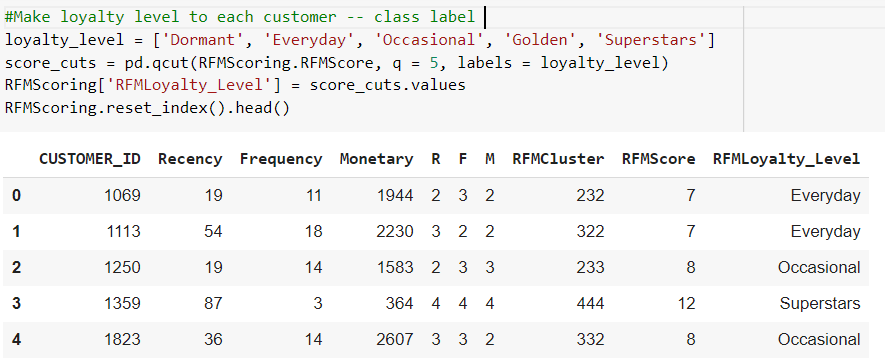 #Make loyalty level to each customer -- class label
loyalty_level = ['Dormant', 'Everyday', 'Occasional', 'Golden', 'Superstars']
score_cuts = pd.qcut(RFMScoring.RFMScore, q = 5, labels = loyalty_level)
RFMScoring['RFMLoyalty_Level'] = score_cuts.values
RFMScoring.reset_index().head()
CUSTOMER_ID Recency Frequency Monetary R F M RFMCluster RFMScore RFMLoyalty_Level
0 1069 19 11 1944 2 3 2 232 7 Everyday
1 1113 54 18 2230 3 2 2 322 7 Everyday
2 1250 19 14 1583 2 3 3 233 8 Occasional
3 1359 87 3 364 4 4 4 444 12 Superstars
4 1823 36 14 2607 3 3 2 332 8 Occasional